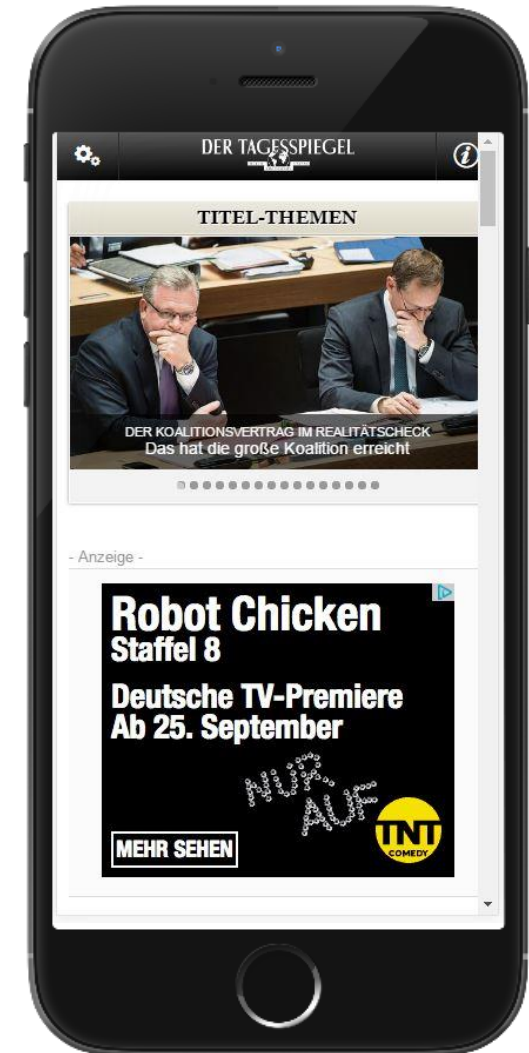 DER TAGESSPIEGEL
TITEL-THEMEN
DER KOALITIONSVERTRAG IM REALITÄTSCHECK
Das hat die große Koalition erreicht
- Anzeige -
Robot Chicken
Staffel 8
Deutsche TV-Premiere
Ab 25. September
NUR
AUF
TNT
COMEDY
MEHR SEHEN